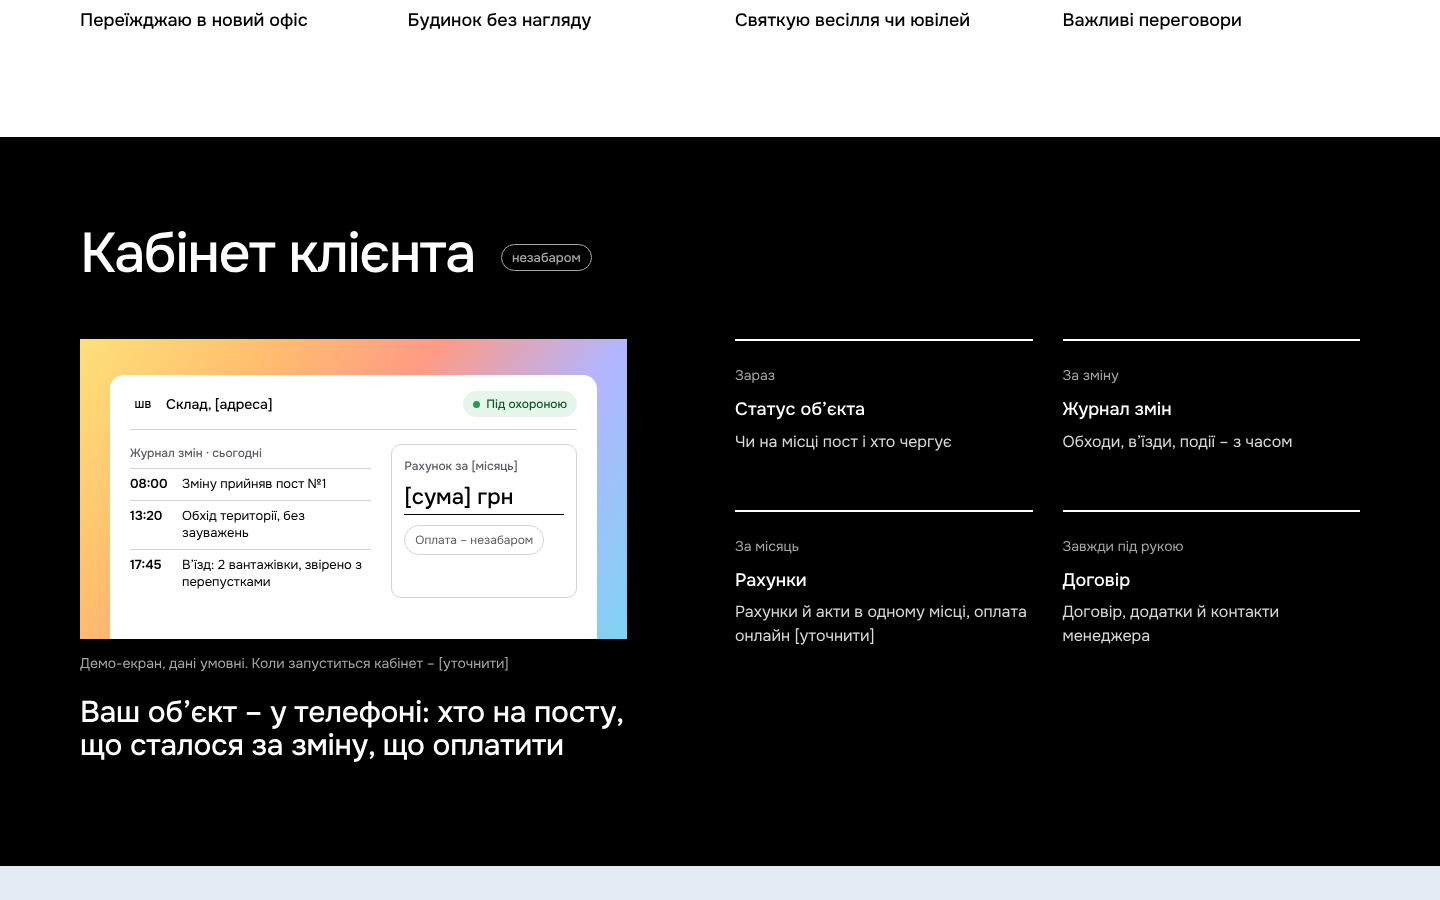 Переїжджаю в новий офіс
Будинок без нагляду
Святкую весілля чи ювілей
Важливі переговори
Кабінет клієнта
незабаром
ШВ
Склад, [адреса]
Під охороною
Журнал змін · сьогодні
08:00 Зміну прийняв пост №1
13:20 Обхід території, без
зауважень
17:45 В’їзд: 2 вантажівки, звірено з
перепустками
Рахунок за [місяць]
[сума] грн
Оплата – незабаром
Демо-екран, дані умовні. Коли запуститься кабінет – [уточнити]
Ваш об’єкт – у телефоні: хто на посту,
що сталося за зміну, що оплатити
Зараз
Статус об’єкта
Чи на місці пост і хто чергує
За зміну
Журнал змін
Обходи, в’їзди, події – з часом
За місяць
Рахунки
Рахунки й акти в одному місці, оплата
онлайн [уточнити]
Завжди під рукою
Договір
Договір, додатки й контакти
менеджера